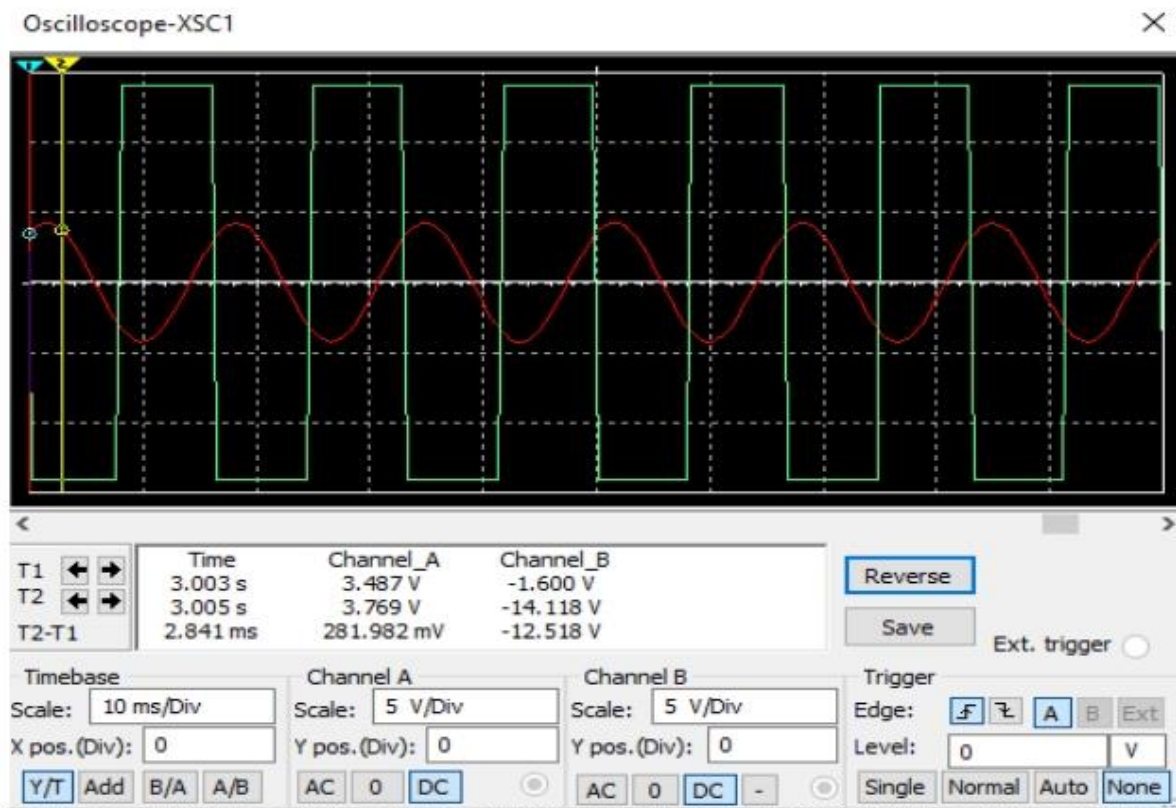 Oscilloscope-XSC1
1 2
Time Channel_A Channel_B
T1 3.003 s 3.487 V -1.600 V
T2 3.005 s 3.769 V -14.118 V
T2-T1 2.841 ms 281.982 mV -12.518 V
Reverse
Save
Ext. trigger
Timebase
Scale: 10 ms/Div
X pos.(Div): 0
Y/T Add B/A A/B
Channel A
Scale: 5 V/Div
Y pos.(Div): 0
AC 0 DC
Channel B
Scale: 5 V/Div
Y pos.(Div): 0
AC 0 DC -
Trigger
Edge: A B Ext
Level: 0 V
Single Normal Auto None